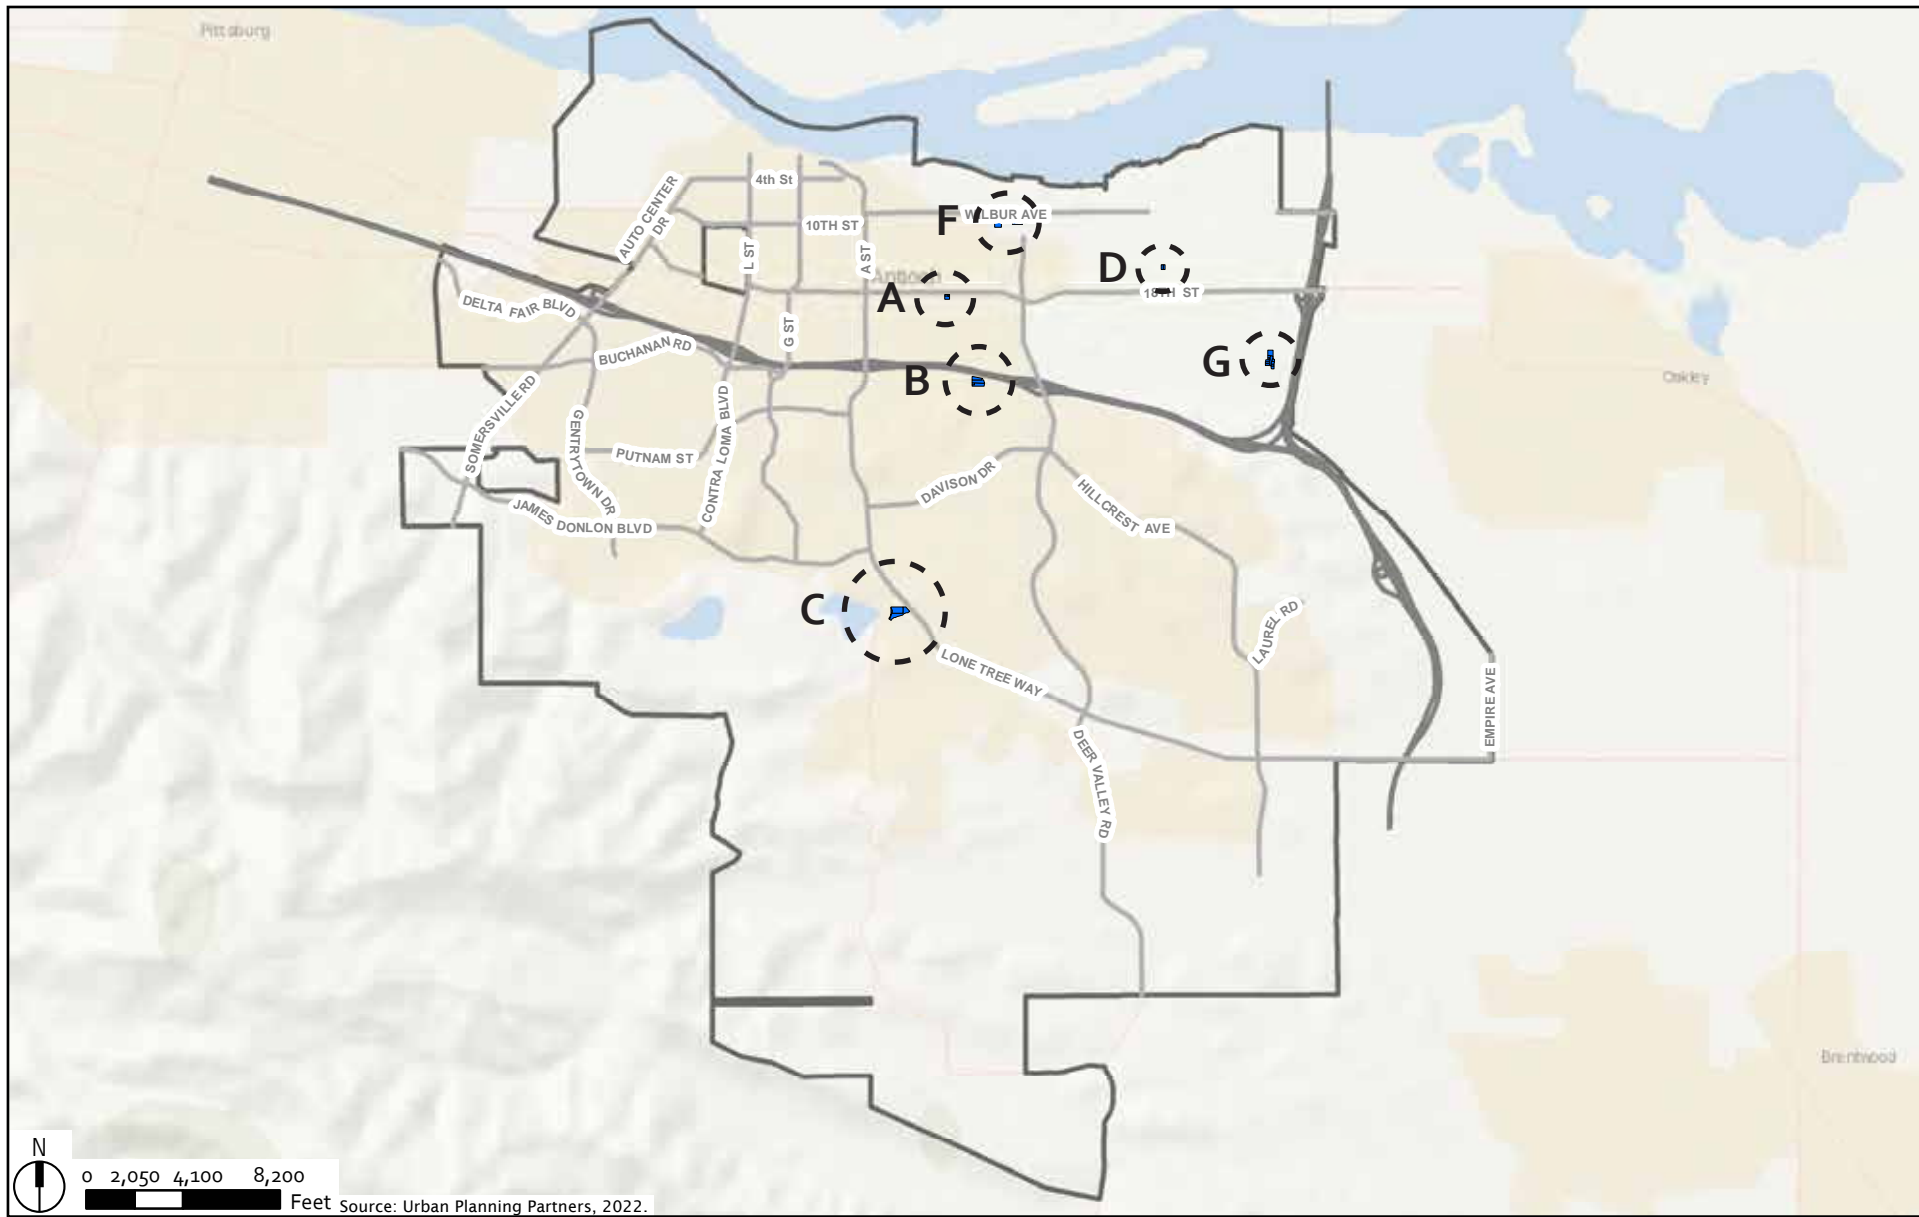 Pittsburg
4th St
AUTO CENTER
DR
10TH ST
WILBUR AVE
F
L ST
A ST
Antioch
D
A
18TH ST
DELTA FAIR BLVD
G ST
BUCHANAN RD
G
B
Oakley
SOMERSVILLE RD
GENTRYTOWN DR
CONTRA LOMA BLVD
PUTNAM ST
DAVISON DR
HILLCREST AVE
JAMES DONLON BLVD
C
LAUREL RD
LONE TREE WAY
EMPIRE AVE
DEER VALLEY RD
Brentwood
N
0 2,050 4,100 8,200
Feet
Source: Urban Planning Partners, 2022.